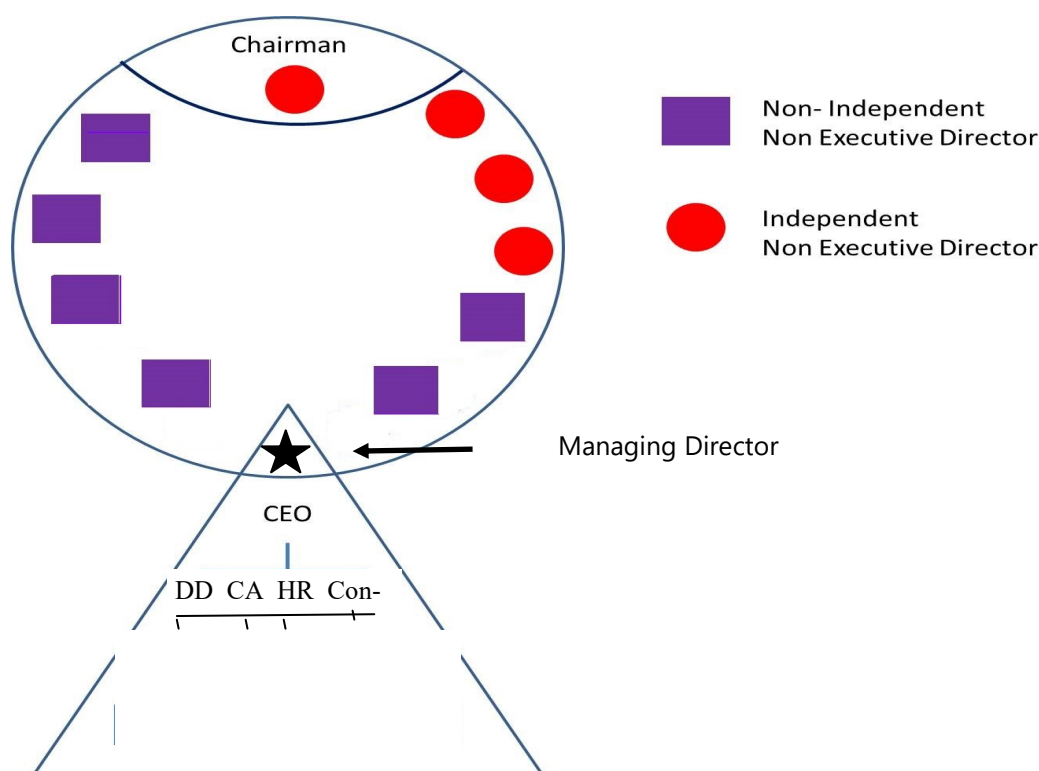 Chairman
Non- Independent
Non Executive Director
Independent
Non Executive Director
Managing Director
CEO
DD CA HR Con-